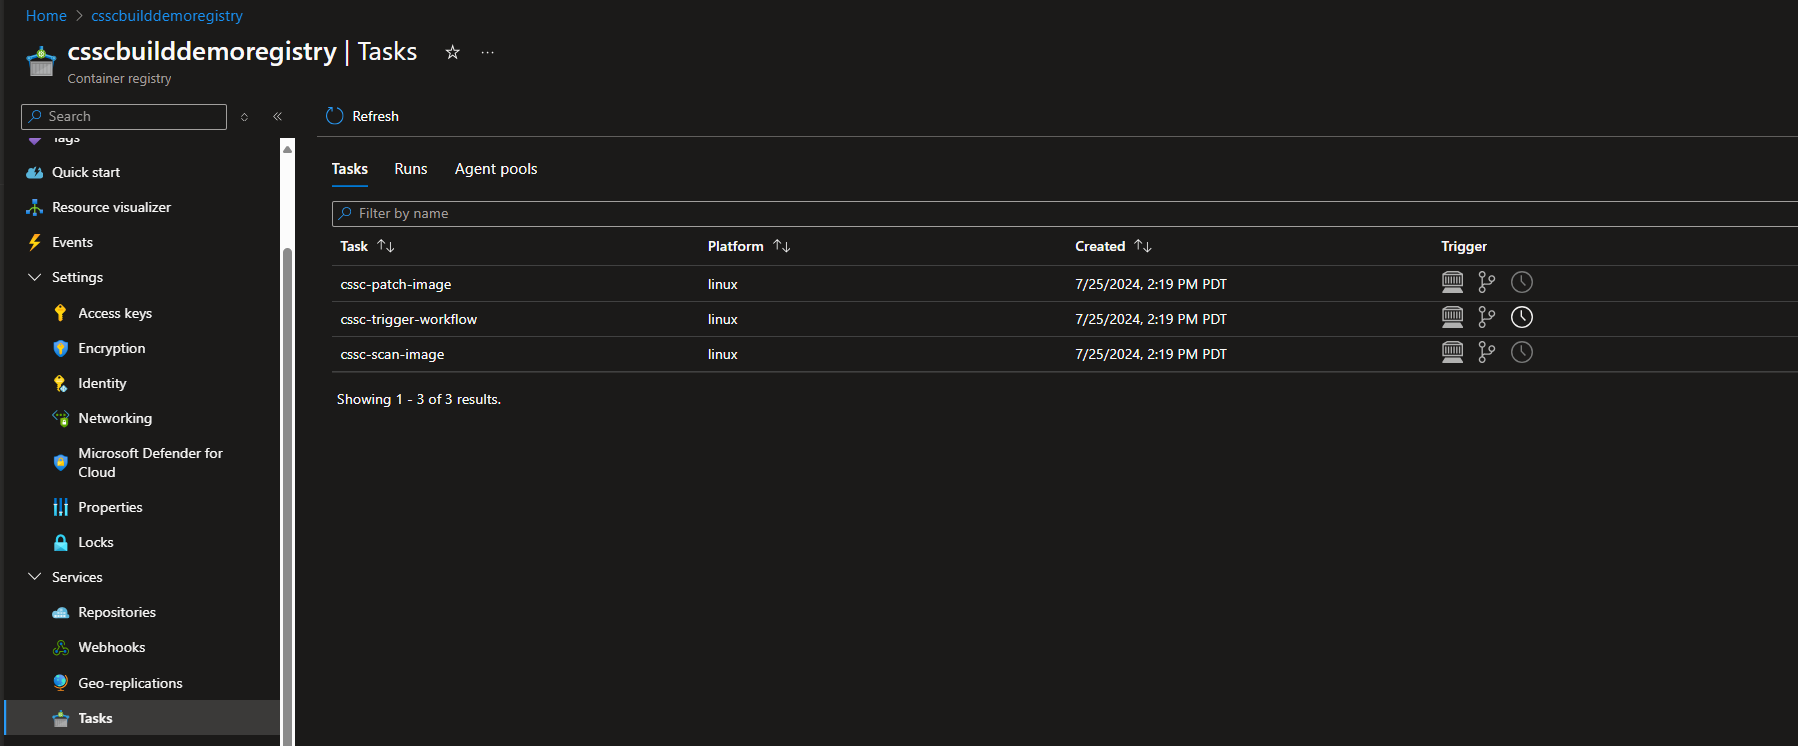 Home > csscbuilddemoregistry
csscbuilddemoregistry | Tasks
Container registry
Search
Refresh
Tags
Quick start
Resource visualizer
Events
Settings
Access keys
Encryption
Identity
Networking
Microsoft Defender for
Cloud
Properties
Locks
Services
Repositories
Webhooks
Geo-replications
Tasks
Tasks Runs Agent pools
Filter by name
Task Platform Created Trigger
cssc-patch-image linux 7/25/2024, 2:19 PM PDT
cssc-trigger-workflow linux 7/25/2024, 2:19 PM PDT
cssc-scan-image linux 7/25/2024, 2:19 PM PDT
Showing 1 - 3 of 3 results.